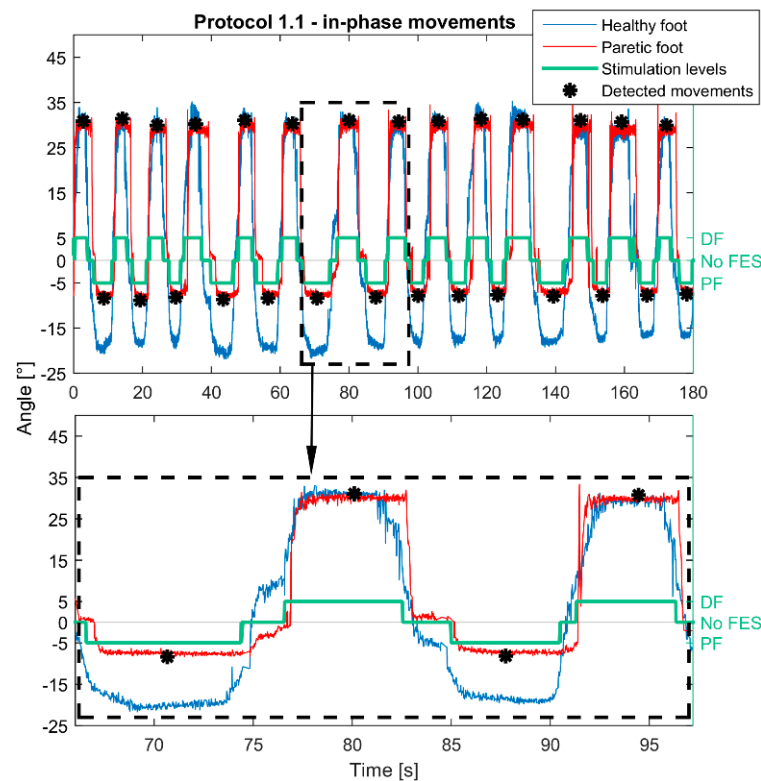 Protocol 1.1 - in-phase movements
Healthy foot
Paretic foot
Stimulation levels
Detected movements
45
35
25
15
5
0
-5
-15
-25
DF
No FES
PF
0 20 40 60 80 100 120 140 160 180
Angle [°]
45
35
25
15
5
0
-5
-15
-25
DF
No FES
PF
70 75 80 85 90 95
Time [s]